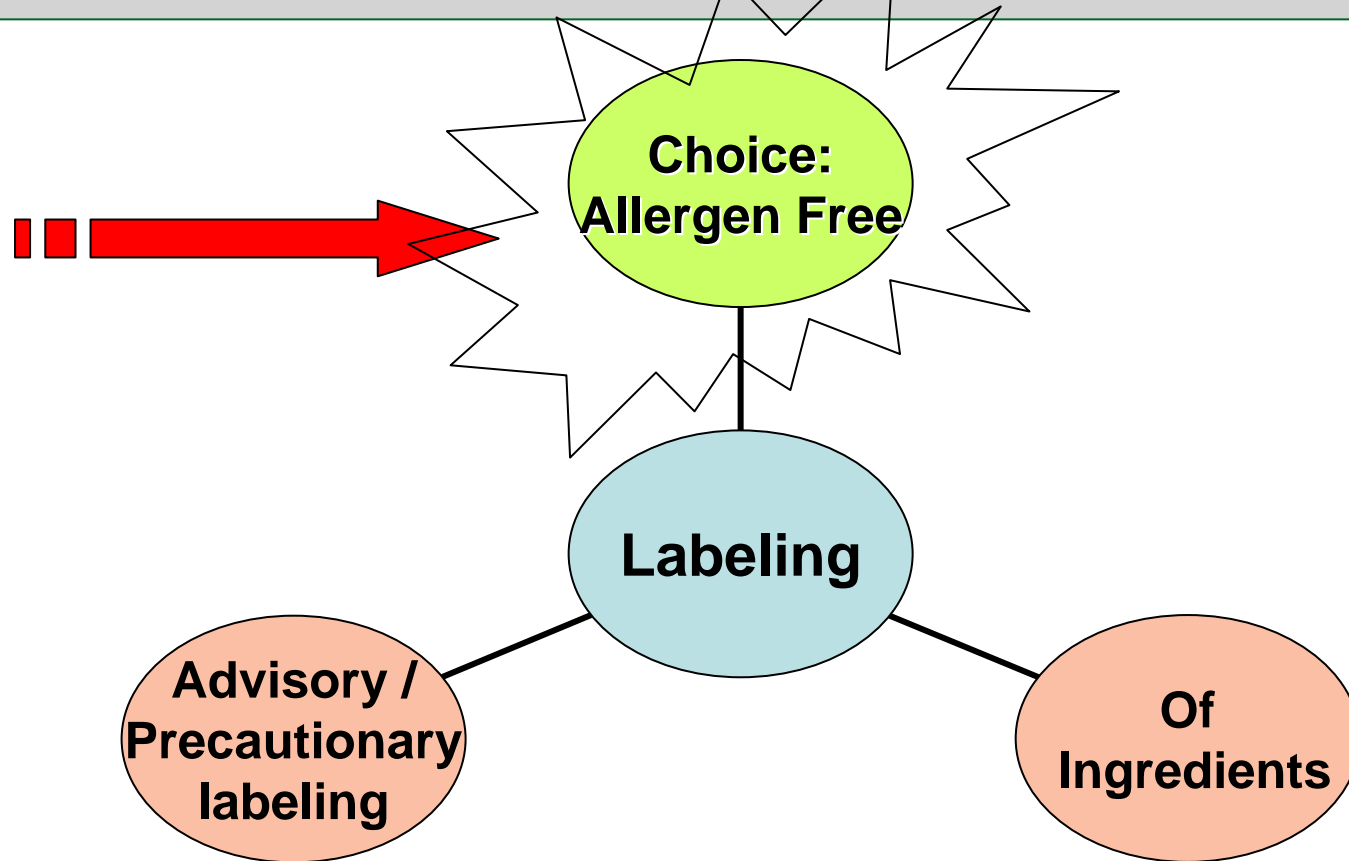 Choice:
Allergen Free
Labeling
Advisory /
Precautionary
labeling
Of
Ingredients